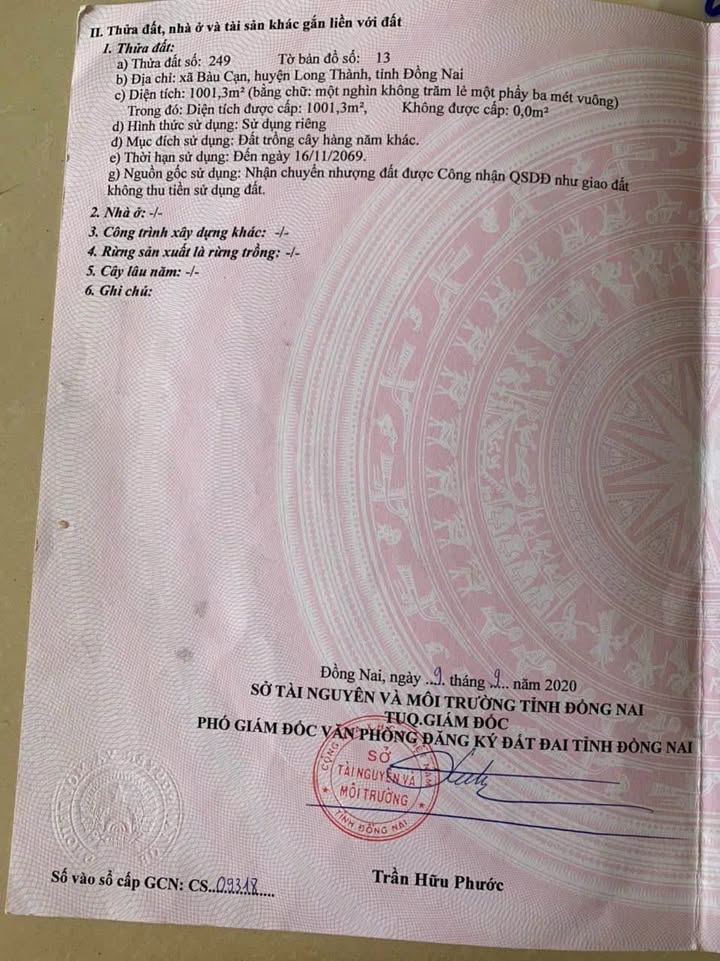 II. Thửa đất, nhà ở và tài sản khác gắn liền với đất
1. Thửa đất:
a) Thửa đất số: 249 Tờ bản đồ số: 13
b) Địa chỉ: xã Bàu Cạn, huyện Long Thành, tỉnh Đồng Nai
c) Diện tích: 1001,3m² (bằng chữ: một nghìn không trăm lẻ một phẩy ba mét vuông)
Trong đó: Diện tích được cấp: 1001,3m², Không được cấp: 0,0m²
d) Hình thức sử dụng: Sử dụng riêng
đ) Mục đích sử dụng: Đất trồng cây hàng năm khác.
e) Thời hạn sử dụng: Đến ngày 16/11/2069.
g) Nguồn gốc sử dụng: Nhận chuyển nhượng đất được Công nhận QSDĐ như giao đất
không thu tiền sử dụng đất.
2. Nhà ở: -/-
3. Công trình xây dựng khác: -/-
4. Rừng sản xuất là rừng trồng: -/-
5. Cây lâu năm: -/-
6. Ghi chú:
Đồng Nai, ngày ..9. tháng .9... năm 2020
SỞ TÀI NGUYÊN VÀ MÔI TRƯỜNG TỈNH ĐỒNG NAI
TUQ.GIÁM ĐỐC
PHÓ GIÁM ĐỐC VĂN PHÒNG ĐĂNG KÝ ĐẤT ĐAI TỈNH ĐỒNG NAI
SỞ
TÀI NGUYÊN VÀ
MÔI TRƯỜNG
TỈNH ĐỒNG NAI
Số vào sổ cấp GCN: CS..09318....
Trần Hữu Phước